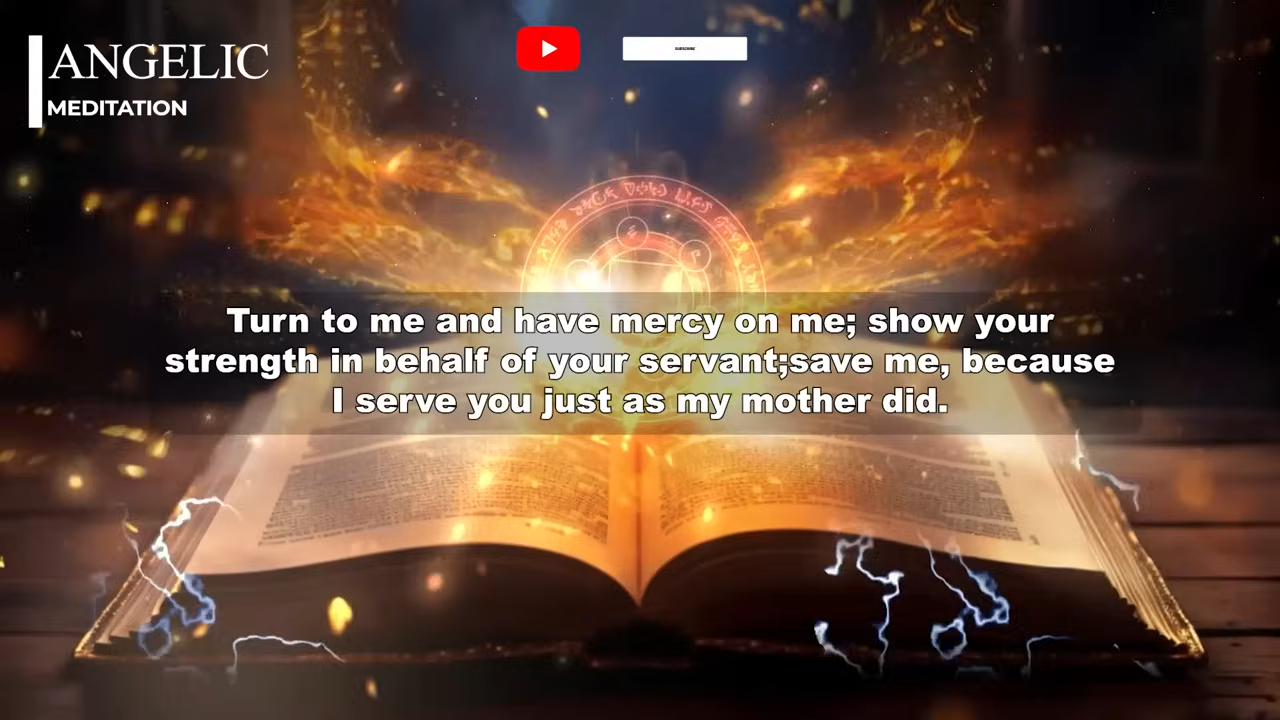 ANGELIC
MEDITATION
SUBSCRIBE
Turn to me and have mercy on me; show your
strength in behalf of your servant;save me, because
I serve you just as my mother did.